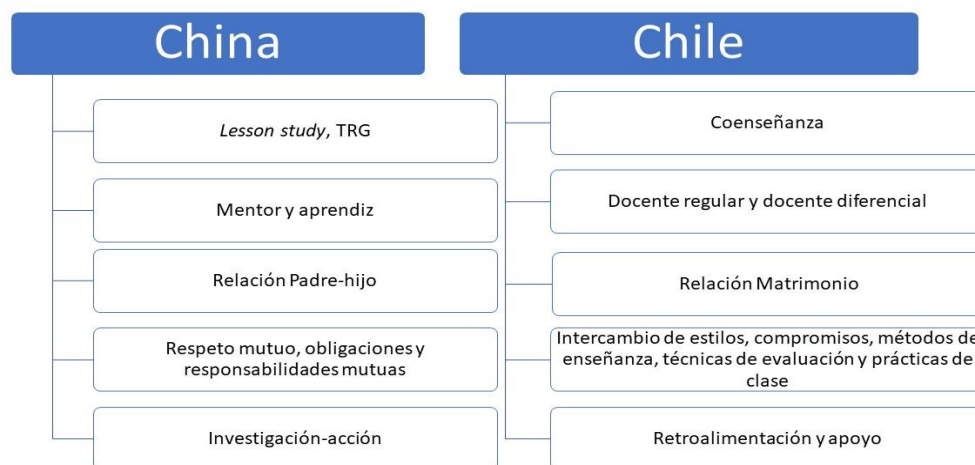 China
Lesson study, TRG
Mentor y aprendiz
Relación Padre-hijo
Respeto mutuo, obligaciones y
responsabilidades mutuas
Investigación-acción
Chile
Coenseñanza
Docente regular y docente diferencial
Relación Matrimonio
Intercambio de estilos, compromisos, métodos de
enseñanza, técnicas de evaluación y prácticas de
clase
Retroalimentación y apoyo